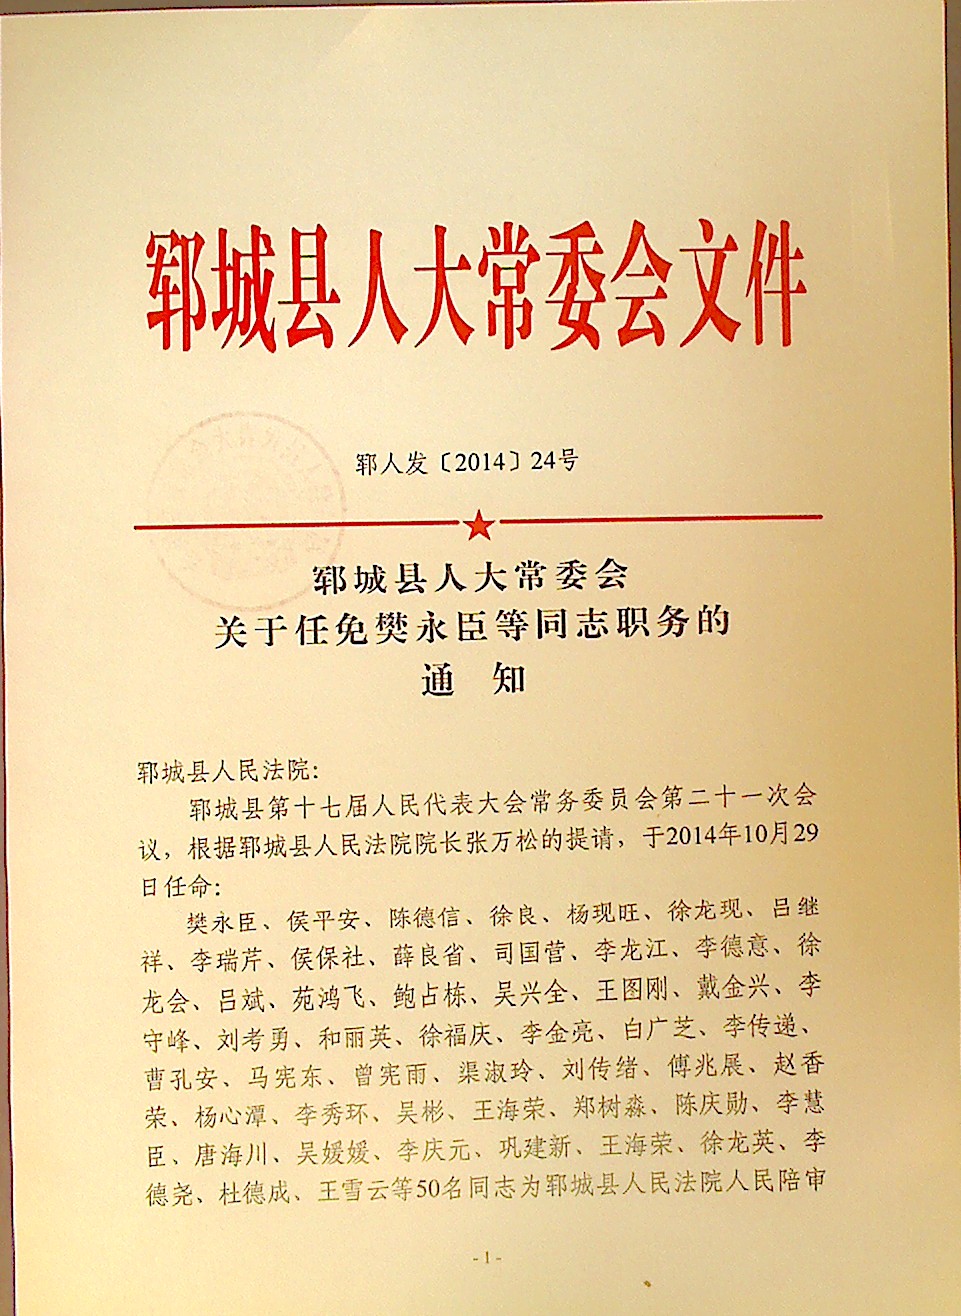 郓城县人大常委会文件
郓人发〔2014〕24号
郓城县人大常委会
关于任免樊永臣等同志职务的
通 知
郓城县人民法院：
郓城县第十七届人民代表大会常务委员会第二十一次会
议，根据郓城县人民法院院长张万松的提请，于2014年10月29
日任命：
樊永臣、侯平安、陈德信、徐良、杨现旺、徐龙现、吕继
祥、李瑞芹、侯保社、薛良省、司国营、李龙江、李德意、徐
龙会、吕斌、苑鸿飞、鲍占栋、吴兴全、王图刚、戴金兴、李
守峰、刘考勇、和丽英、徐福庆、李金亮、白广芝、李传递、
曹孔安、马宪东、曾宪雨、渠淑玲、刘传绪、傅兆展、赵香
荣、杨心潭、李秀环、吴彬、王海荣、郑树淼、陈庆勋、李慧
臣、唐海川、吴媛媛、李庆元、巩建新、王海荣、徐龙英、李
德尧、杜德成、王雪云等50名同志为郓城县人民法院人民陪审
- 1 -